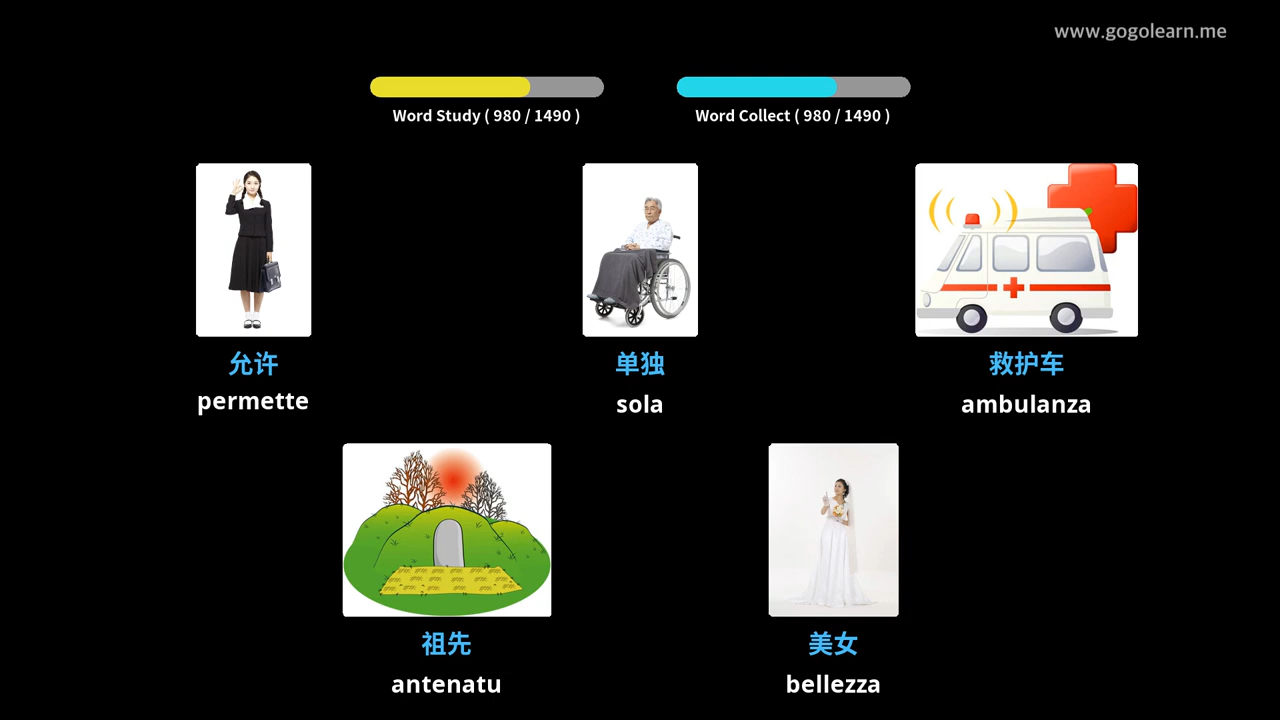 www.gogolearn.me
Word Study ( 980 / 1490 )
Word Collect ( 980 / 1490 )
允许
permette
单独
sola
救护车
ambulanza
祖先
antenatu
美女
bellezza